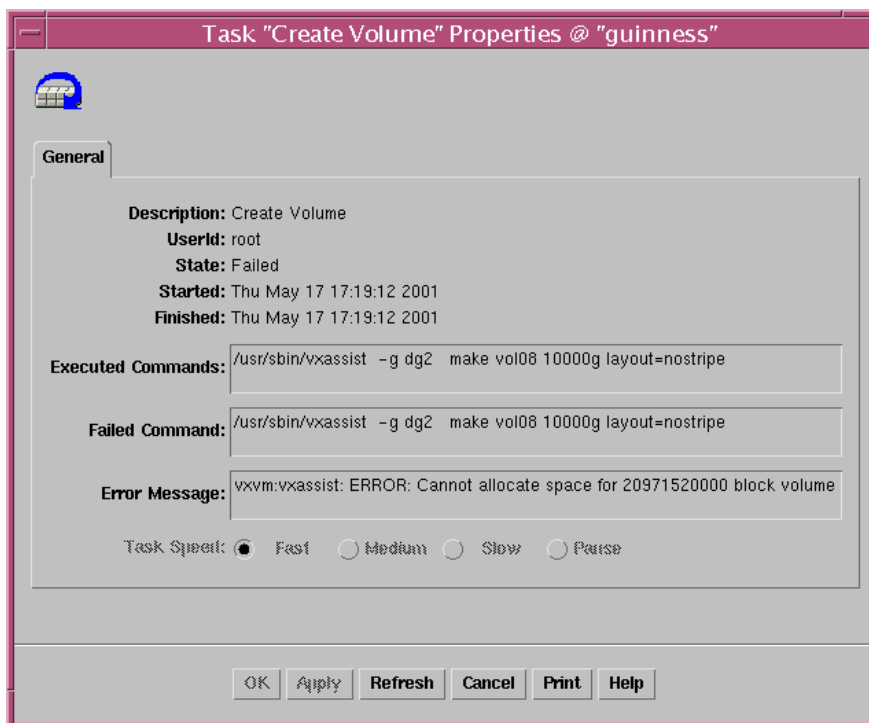 Task "Create Volume" Properties @ "guinness"
General
Description: Create Volume
UserId: root
State: Failed
Started: Thu May 17 17:19:12 2001
Finished: Thu May 17 17:19:12 2001
Executed Commands: /usr/sbin/vxassist -g dg2 make vol08 10000g layout=nostripe
Failed Command: /usr/sbin/vxassist -g dg2 make vol08 10000g layout=nostripe
Error Message: vxvm:vxassist: ERROR: Cannot allocate space for 20971520000 block volume
Task Speed: Fast Medium Slow Pause
OK Apply Refresh Cancel Print Help